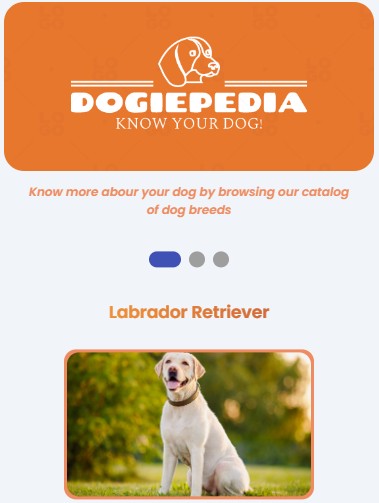 DOGIEPEDIA
KNOW YOUR DOG!
Know more abour your dog by browsing our catalog
of dog breeds
Labrador Retriever